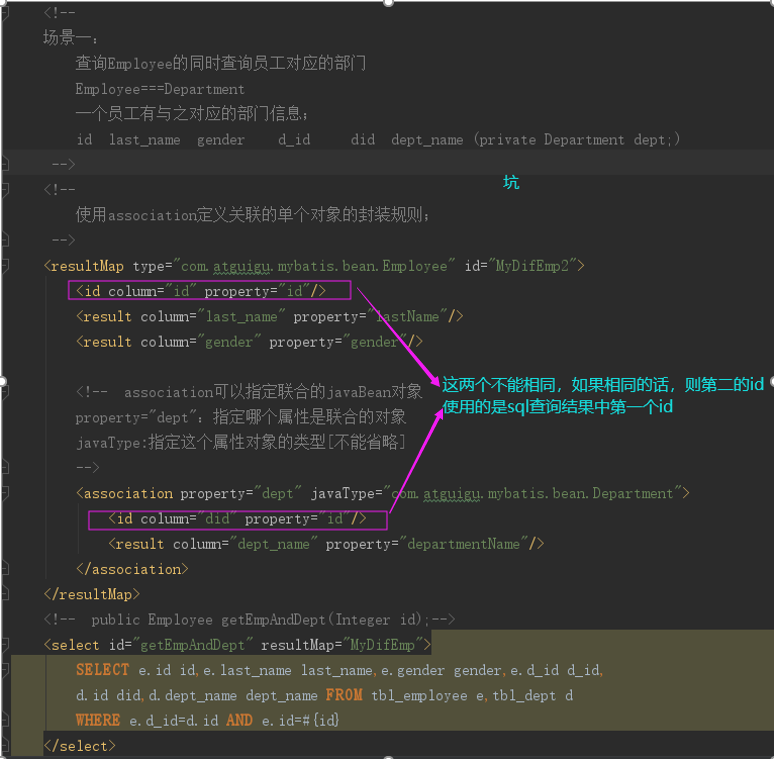 <!--
场景一：
查询Employee的同时查询员工对应的部门
Employee===Department
一个员工有与之对应的部门信息；
id last_name gender d_id did dept_name (private Department dept;)
-->
坑
<!--
使用association定义关联的单个对象的封装规则；
-->
<resultMap type="com.atguigu.mybatis.bean.Employee" id="MyDifEmp2">
<id column="id" property="id"/>
<result column="last_name" property="lastName"/>
<result column="gender" property="gender"/>
这两个不能相同，如果相同的话，则第二的id
使用的是sql查询结果中第一个id
<!-- association可以指定联合的javaBean对象
property="dept"：指定哪个属性是联合的对象
javaType:指定这个属性对象的类型[不能省略]
-->
<association property="dept" javaType="com.atguigu.mybatis.bean.Department">
<id column="did" property="id"/>
<result column="dept_name" property="departmentName"/>
</association>
</resultMap>
<!-- public Employee getEmpAndDept(Integer id);-->
<select id="getEmpAndDept" resultMap="MyDifEmp">
SELECT e.id id,e.last_name last_name,e.gender gender,e.d_id d_id,
d.id did,d.dept_name dept_name FROM tbl_employee e,tbl_dept d
WHERE e.d_id=d.id AND e.id=#{id}
</select>